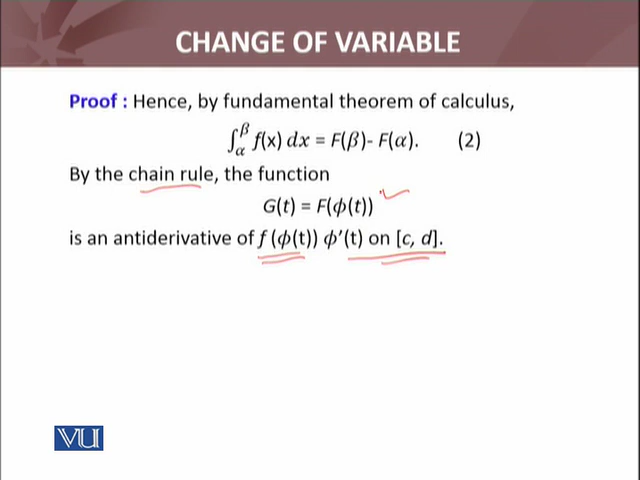 CHANGE OF VARIABLE
Proof : Hence, by fundamental theorem of calculus,
∫αβ f(x) dx = F(β)- F(α). (2)
By the chain rule, the function
G(t) = F(ϕ(t))
is an antiderivative of f (ϕ(t)) ϕ’(t) on [c, d].
VU